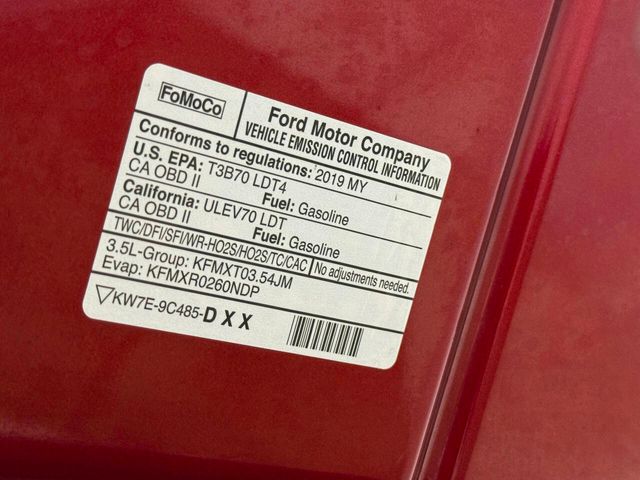 FoMoCo
Ford Motor Company
VEHICLE EMISSION CONTROL INFORMATION
Conforms to regulations: 2019 MY
U.S. EPA: T3B70 LDT4
CA OBD II Fuel: Gasoline
California: ULEV70 LDT
CA OBD II Fuel: Gasoline
TWC/DFI/SFI/WR-HO2S/HO2S/TC/CAC No adjustments needed.
3.5L-Group: KFMXT03.54JM
Evap: KFMXR0260NDP
▽KW7E-9C485-DXX